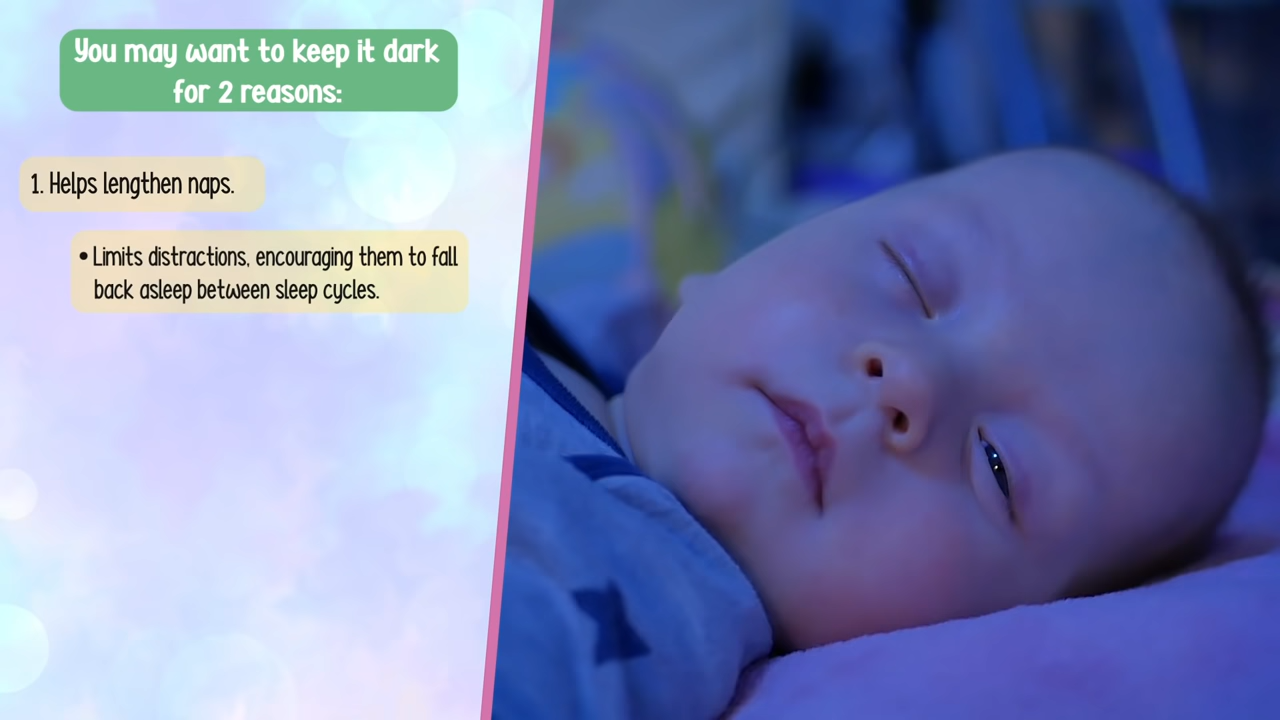 You may want to keep it dark
for 2 reasons:
1. Helps lengthen naps.
• Limits distractions, encouraging them to fall
back asleep between sleep cycles.